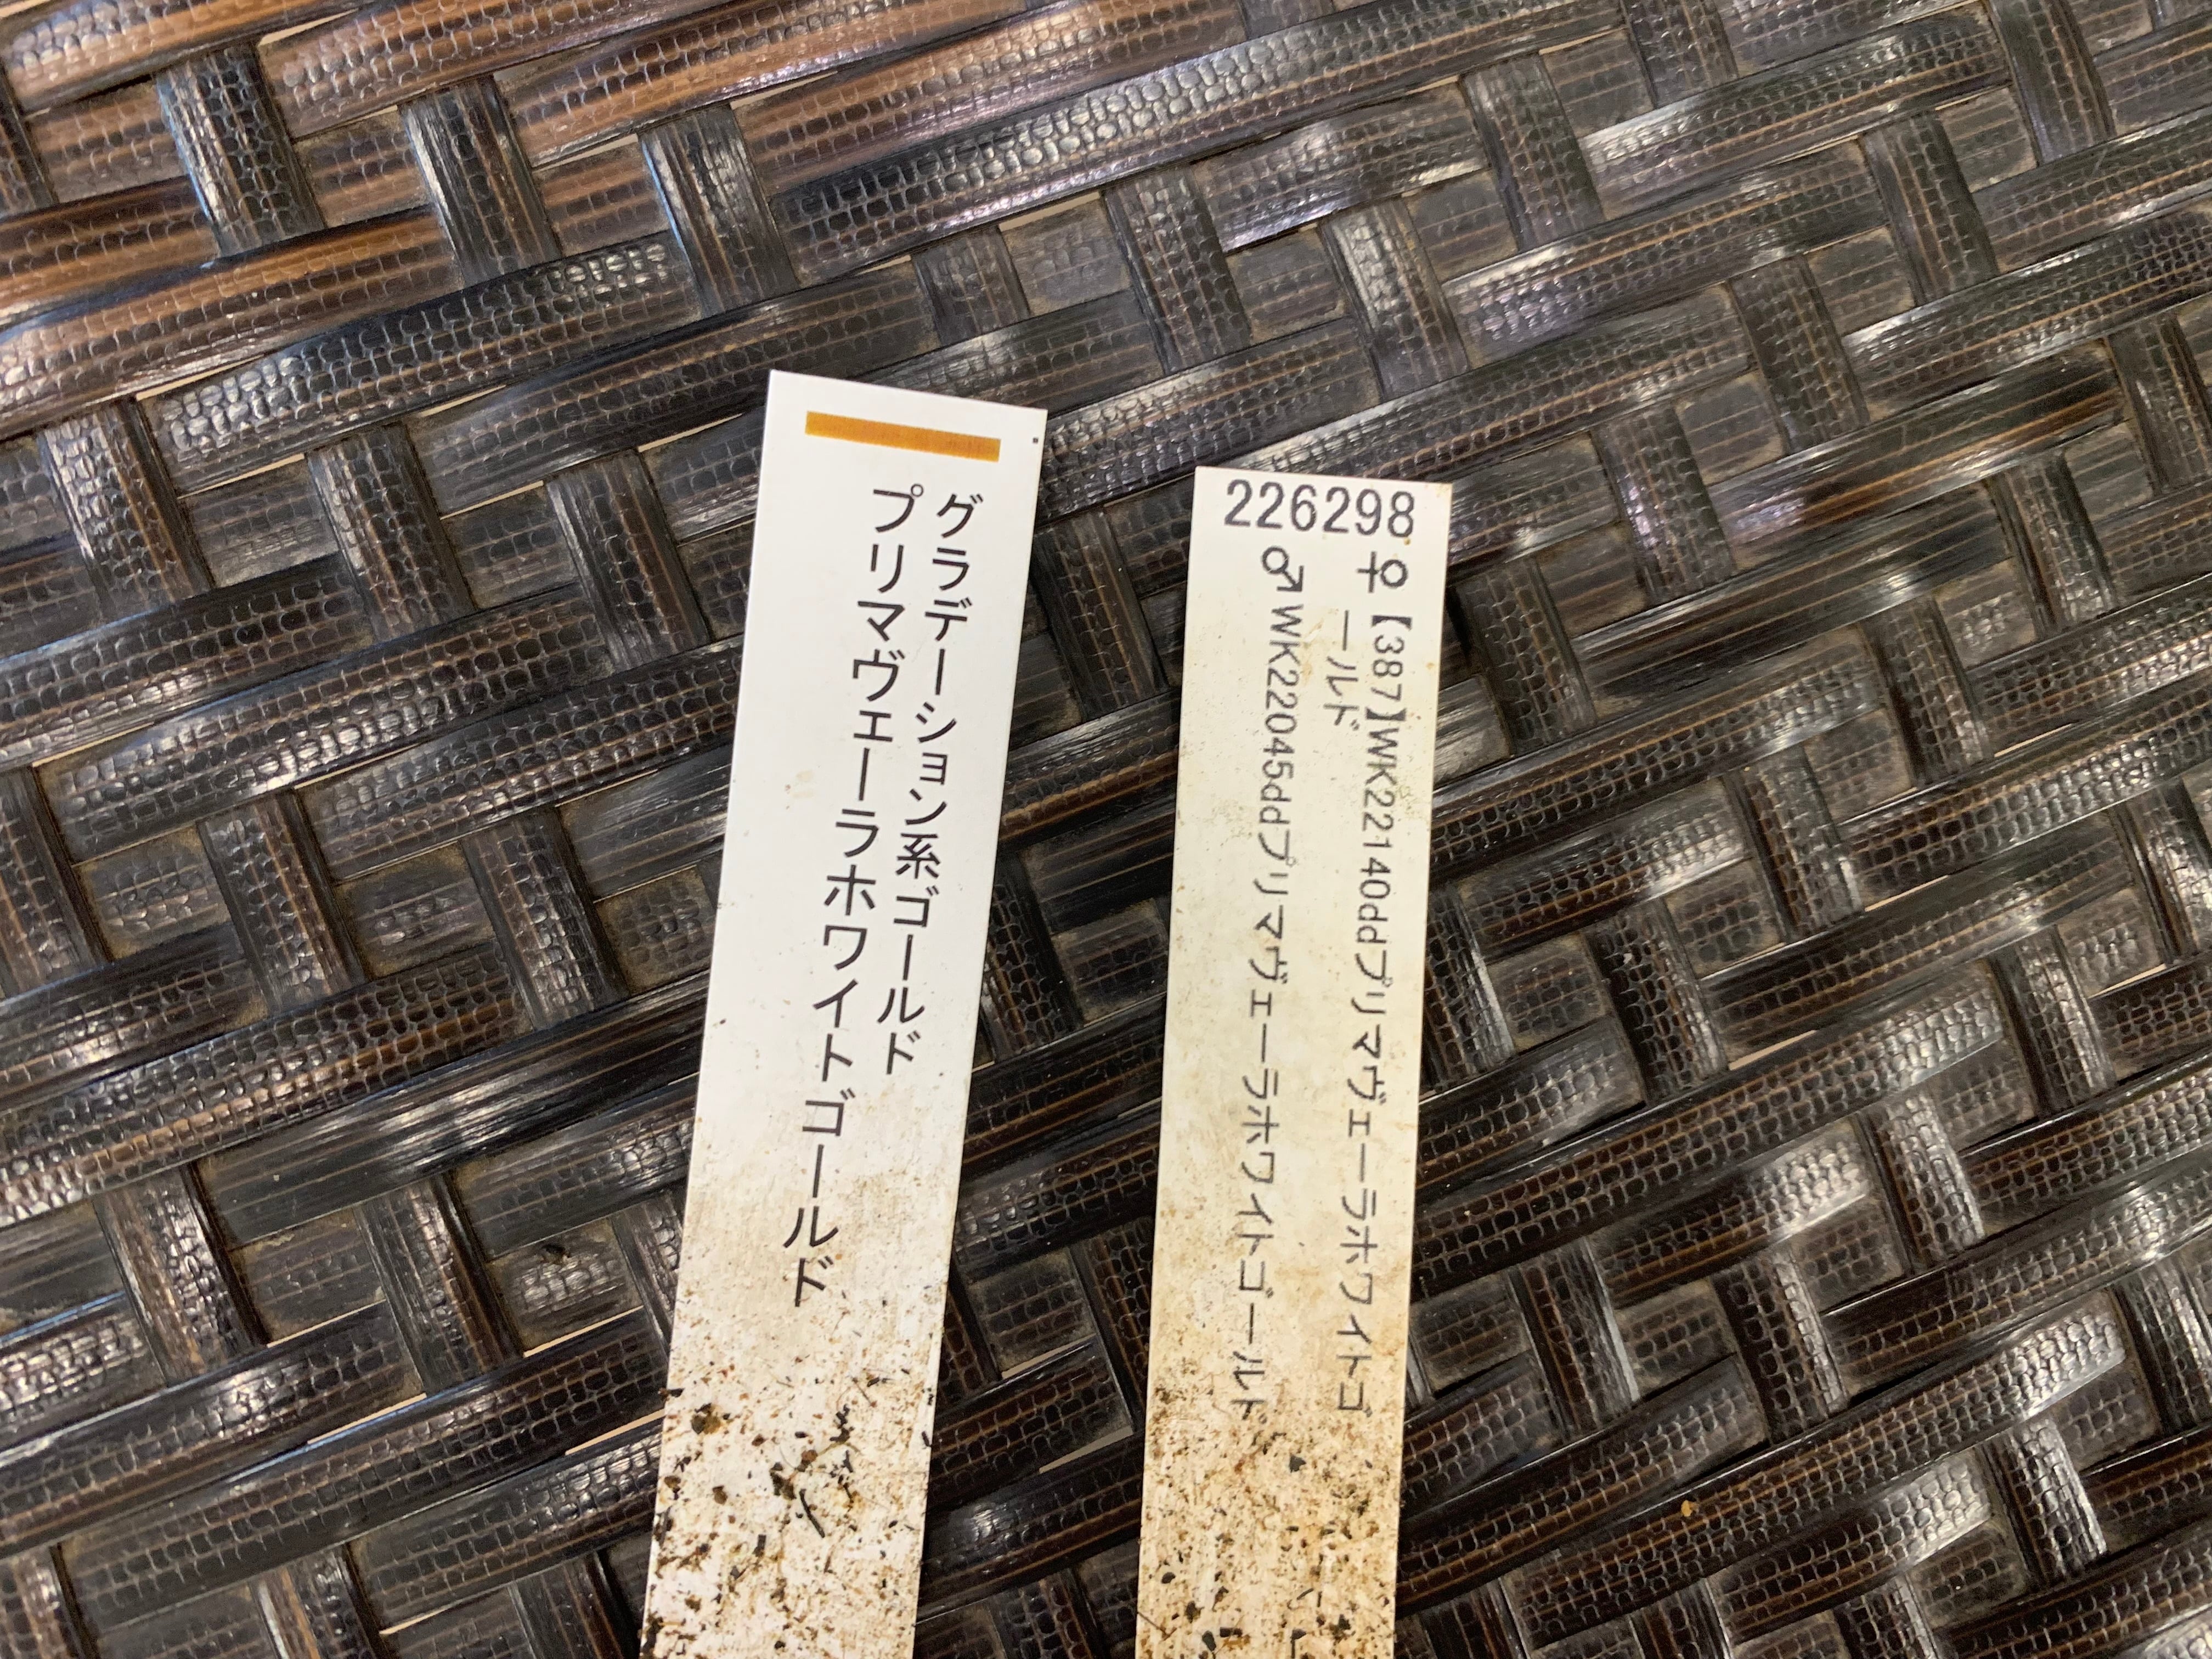 グラデーション系ゴールド
プリマヴェーララホワイトゴールド
226298
♀【387】WK22140ddプリマヴェーララホワイトゴ
ールド
♂WK22045ddプリマヴェーララホワイトゴールド